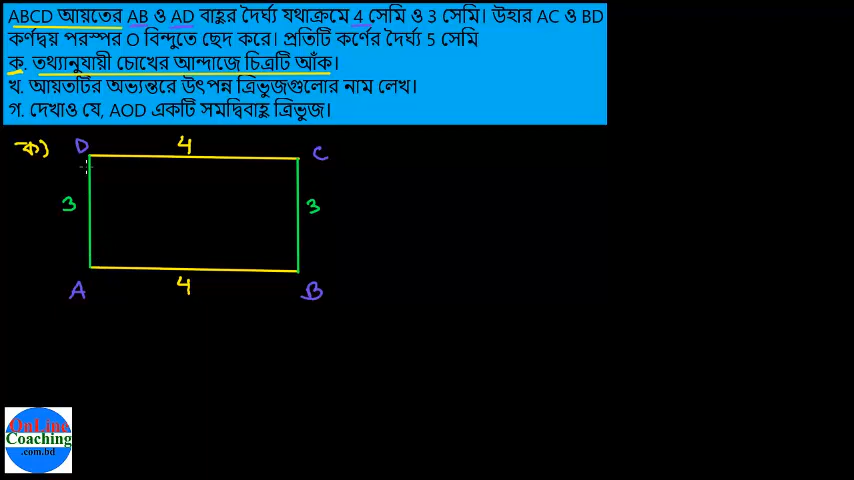 ABCD আয়তের AB ও AD বাহুর দৈর্ঘ্য যথাক্রমে 4 সেমি ও 3 সেমি। উহার AC ও BD
কর্ণদ্বয় পরস্পর O বিন্দুতে ছেদ করে। প্রতিটি কর্ণের দৈর্ঘ্য 5 সেমি
ক. তথ্যানুযায়ী চোখের আন্দাজে চিত্রটি আঁক।
খ. আয়তটির অভ্যন্তরে উৎপন্ন ত্রিভুজগুলোর নাম লেখ।
গ. দেখাও যে, AOD একটি সমদ্বিবাহু ত্রিভুজ।
ক) D 4 C
3 3
A 4 B
OnLine
Coaching
.com.bd